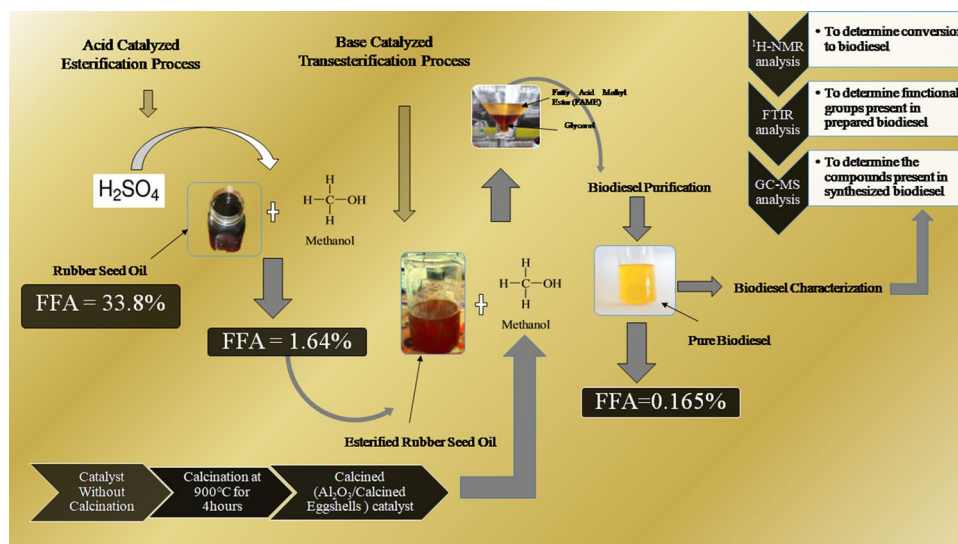 Acid Catalyzed
Esterification Process
Base Catalyzed
Transesterification Process
Fatty Acid Methyl
Ester (FAME)
Glycerol
¹H-NMR
analysis
• To determine conversion
to biodiesel
FTIR
analysis
• To determine functional
groups present in
prepared biodiesel
GC-MS
analysis
• To determine the
compounds present in
synthesized biodiesel
H₂SO₄
+
H
H–C–OH
H
Methanol
Biodiesel Purification
Rubber Seed Oil
FFA = 33.8%
FFA = 1.64%
+
H
H–C–OH
H
Methanol
Biodiesel Characterization
Pure Biodiesel
FFA=0.165%
Esterified Rubber Seed Oil
Catalyst
Without
Calcination
Calcination at
900°C for
4hours
Calcined
(Al₂O₃/Calcined
Eggshells ) catalyst